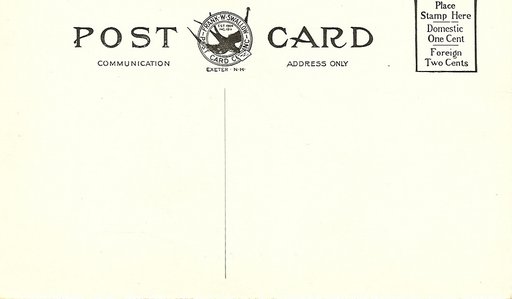 POST CARD
COMMUNICATION
ADDRESS ONLY
FRANK W. SWALLOW
POST CARD CO. INC.
EXETER · N·H·
Place
Stamp Here
Domestic
One Cent
Foreign
Two Cents